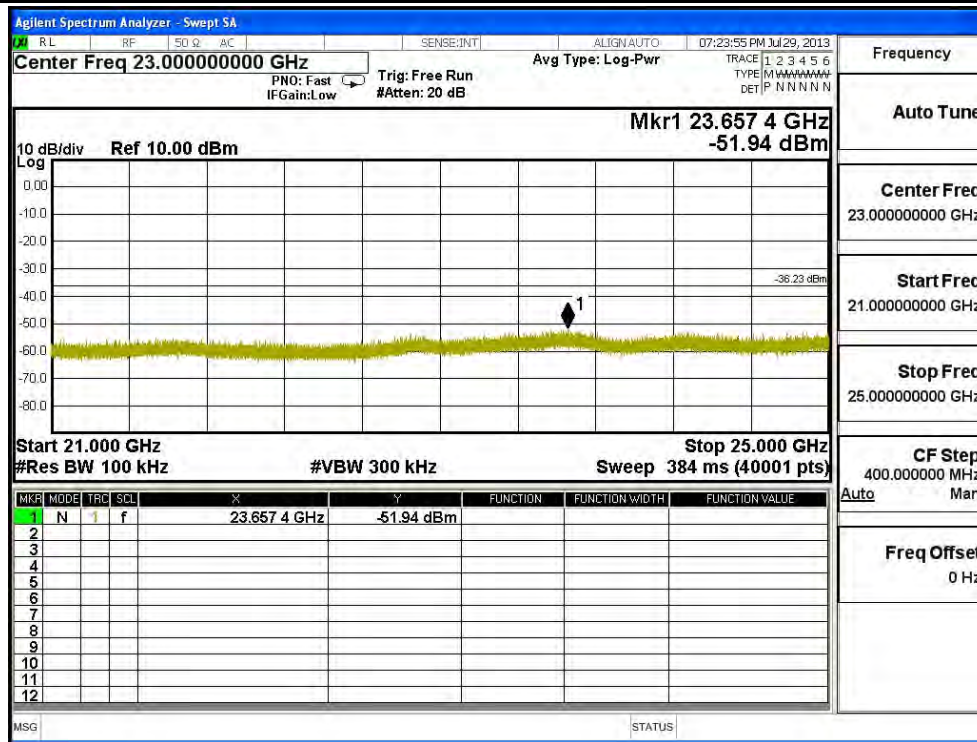 Agilent Spectrum Analyzer - Swept SA
RL RF 50 Ω AC SENSE:INT ALIGN AUTO 07:23:55 PM Jul 29, 2013
Center Freq 23.000000000 GHz
PNO: Fast
IFGain:Low
Trig: Free Run
#Atten: 20 dB
Avg Type: Log-Pwr
TRACE 1 2 3 4 5 6
TYPE M WWWWW
DET P N N N N N
Mkr1 23.657 4 GHz
-51.94 dBm
10 dB/div Ref 10.00 dBm
Log
0.00
-10.0
-20.0
-30.0
-36.23 dBm
-40.0
1
-50.0
-60.0
-70.0
-80.0
Start 21.000 GHz Stop 25.000 GHz
#Res BW 100 kHz #VBW 300 kHz Sweep 384 ms (40001 pts)
MKR MODE TRC SCL X Y FUNCTION FUNCTION WIDTH FUNCTION VALUE
1 N 1 f 23.657 4 GHz -51.94 dBm
2
3
4
5
6
7
8
9
10
11
12
MSG STATUS
Frequency
Auto Tune
Center Freq
23.000000000 GHz
Start Freq
21.000000000 GHz
Stop Freq
25.000000000 GHz
CF Step
400.000000 MHz
Auto Man
Freq Offset
0 Hz